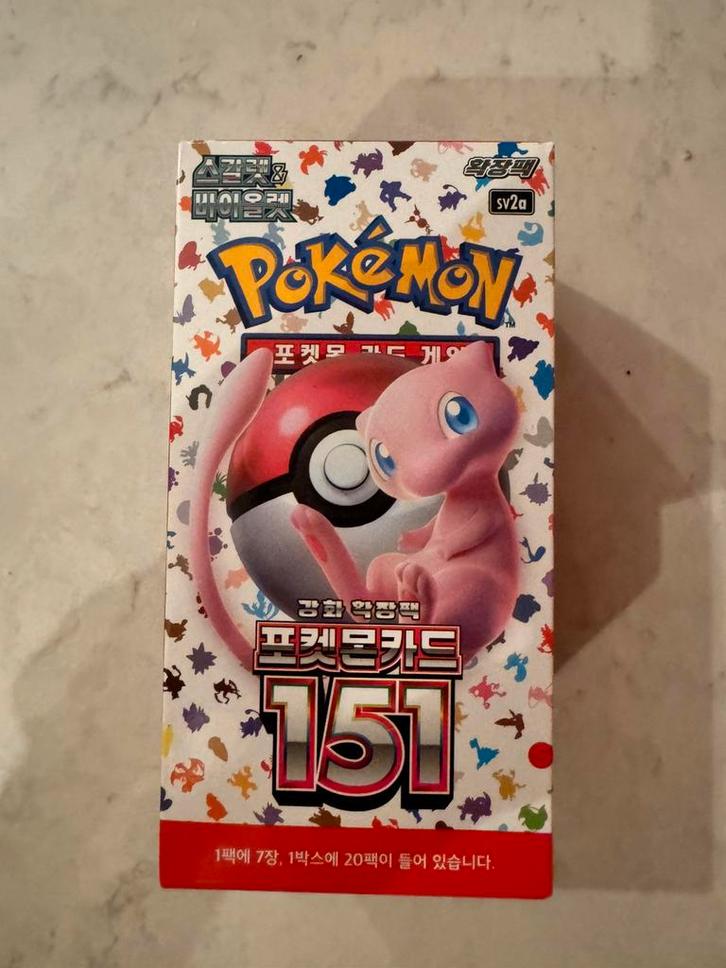 스칼렛&
바이올렛
확장팩
sv2a
POKéMON
TM
포켓몬 카드 게임
강화 확장팩
포켓몬카드
151
1팩에 7장, 1박스에 20팩이 들어 있습니다.